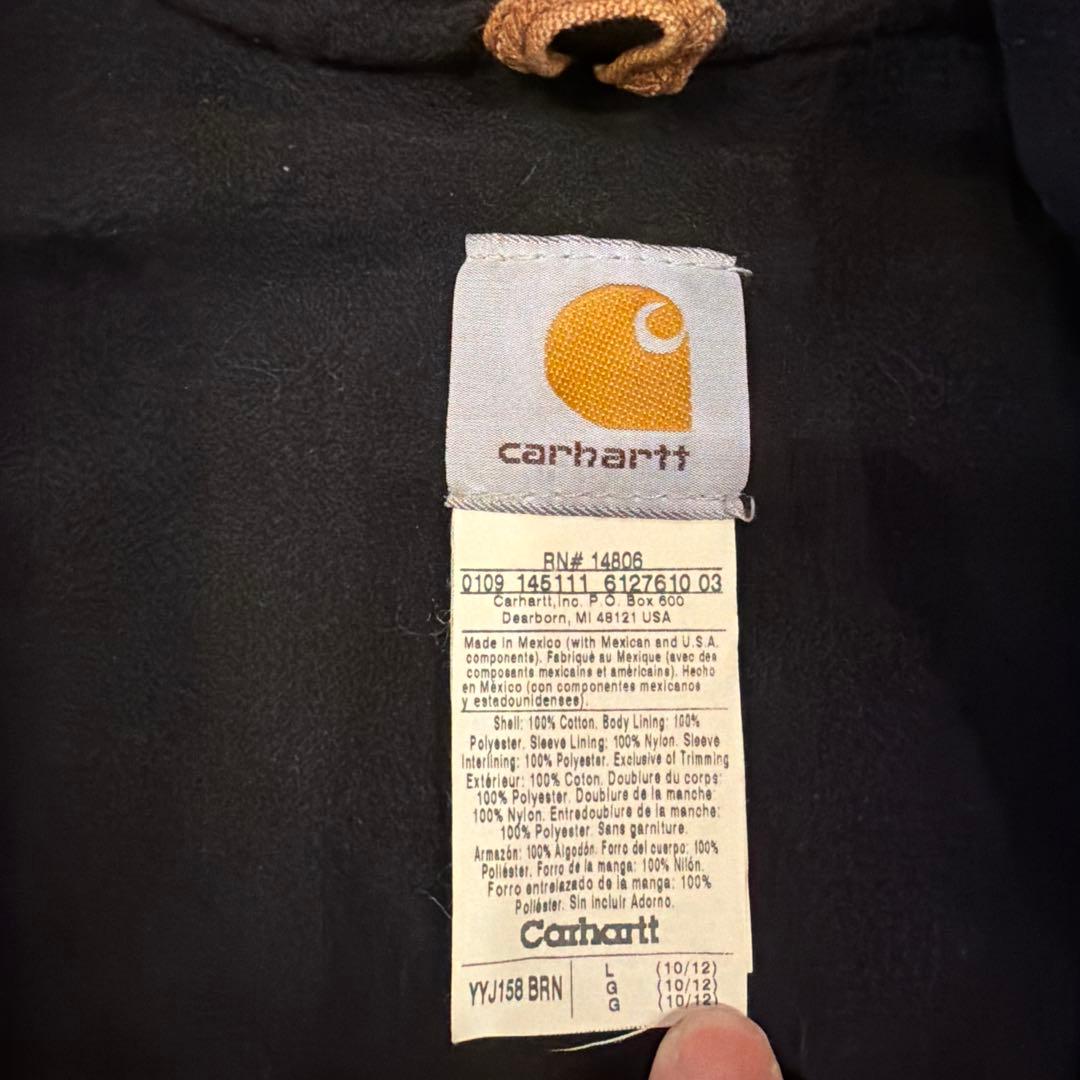 carhartt
RN# 14806
0109 145111 6127610 03
Carhartt,Inc. P.O. Box 600
Dearborn, MI 48121 USA
Made in Mexico (with Mexican and U.S.A.
components). Fabriqué au Mexique (avec des
composants mexicains et américains). Hecho
en México (con componentes mexicanos
y estadounidenses).
Shell: 100% Cotton. Body Lining: 100%
Polyester. Sleeve Lining: 100% Nylon. Sleeve
Interlining: 100% Polyester. Exclusive of Trimming
Extérieur: 100% Coton. Doublure du corps:
100% Polyester. Doublure de la manche:
100% Nylon. Entredoublure de la manche:
100% Polyester. Sans garniture.
Armazón: 100% Algodón. Forro del cuerpo: 100%
Poliéster. Forro de la manga: 100% Nilón.
Forro entrelazado de la manga: 100%
Poliéster. Sin incluir Adorno.
Carhartt
YYJ158 BRN
L (10/12)
G (10/12)
G (10/12)